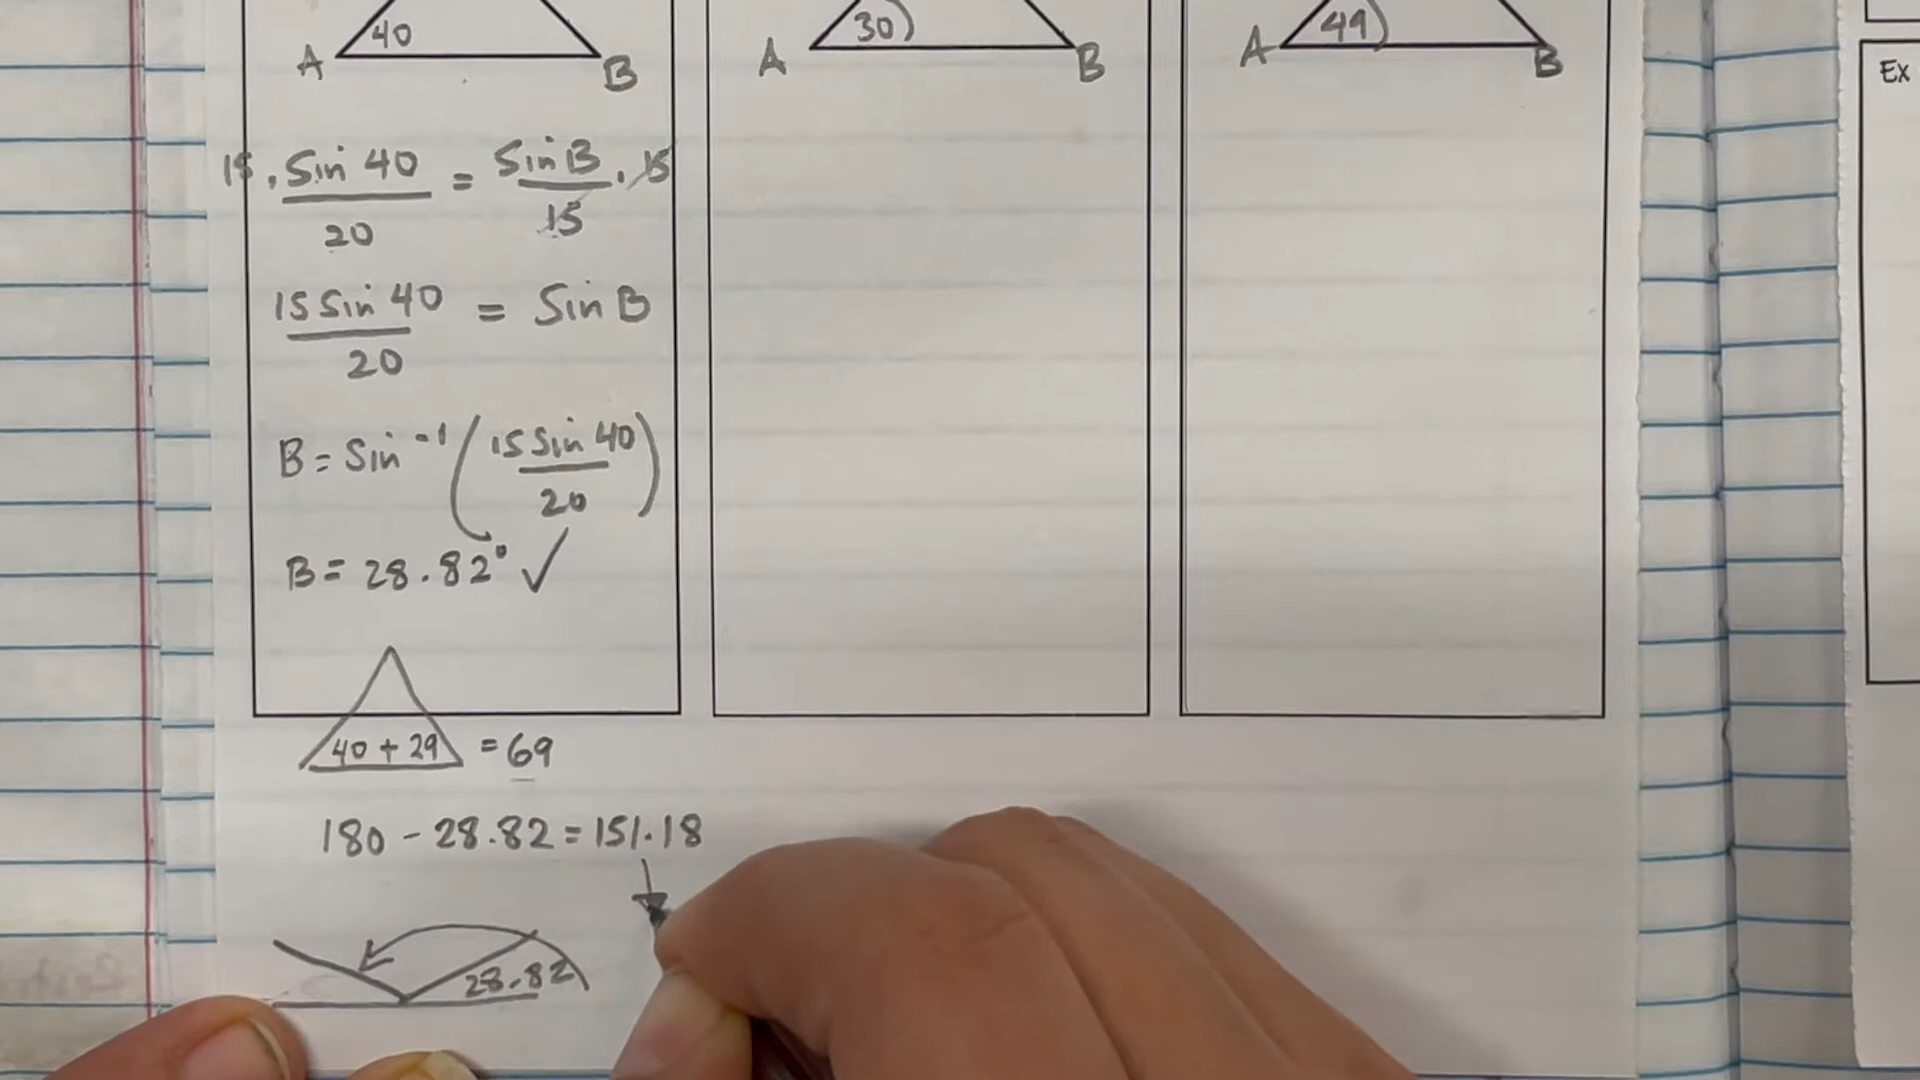 40
A B
30
A B
49
A B
Ex
15 . Sin 40 / 20 = Sin B / 15 . 15
15 Sin 40 / 20 = Sin B
B = Sin⁻¹ ( 15 Sin 40 / 20 )
B = 28.82° ✓
40 + 29 = 69
180 - 28.82 = 151.18
28.82